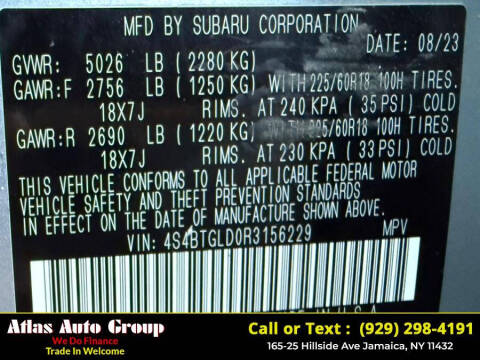 MFD BY SUBARU CORPORATION
DATE: 08/23
GVWR: 5026 LB (2280 KG)
GAWR:F 2756 LB (1250 KG) WITH 225/60R18 100H TIRES.
18X7J RIMS. AT 240 KPA (35 PSI) COLD
GAWR:R 2690 LB (1220 KG) WITH 225/60R18 100H TIRES.
18X7J RIMS. AT 230 KPA (33 PSI) COLD
THIS VEHICLE CONFORMS TO ALL APPLICABLE FEDERAL MOTOR
VEHICLE SAFETY AND THEFT PREVENTION STANDARDS
IN EFFECT ON THE DATE OF MANUFACTURE SHOWN ABOVE.
VIN: 4S4BTGLD0R3156229 MPV
IN U.S.A.
Atlas Auto Group
We Do Finance
Trade In Welcome
Call or Text : (929) 298-4191
165-25 Hillside Ave Jamaica, NY 11432